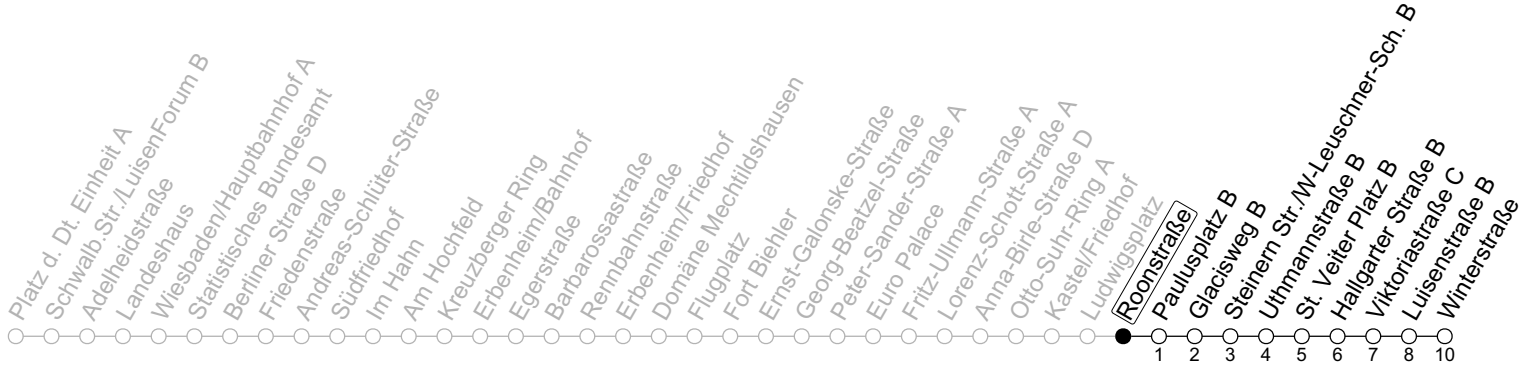 Platz d. Dt. Einheit A
Schwalb.Str./LuisenForum B
Adelheidstraße
Landeshaus
Wiesbaden/Hauptbahnhof A
Statistisches Bundesamt
Berliner Straße D
Friedenstraße
Andreas-Schlüter-Straße
Südfriedhof
Im Hahn
Am Hochfeld
Kreuzberger Ring
Erbenheim/Bahnhof
Egerstraße
Barbarossastraße
Rennbahnstraße
Erbenheim/Friedhof
Domäne Mechtildshausen
Flugplatz
Fort Biehler
Ernst-Galonske-Straße
Georg-Beatzel-Straße
Peter-Sander-Straße A
Euro Palace
Fritz-Ullmann-Straße A
Lorenz-Schott-Straße A
Anna-Birle-Straße D
Otto-Suhr-Ring A
Kastel/Friedhof
Ludwigsplatz
Roonstraße
Paulusplatz B
Glacisweg B
Steinern Str./W-Leuschner-Sch. B
Uthmannstraße B
St. Veiter Platz B
Hallgarter Straße B
Viktoriastraße C
Luisenstraße B
Winterstraße
1 2 3 4 5 6 7 8 10